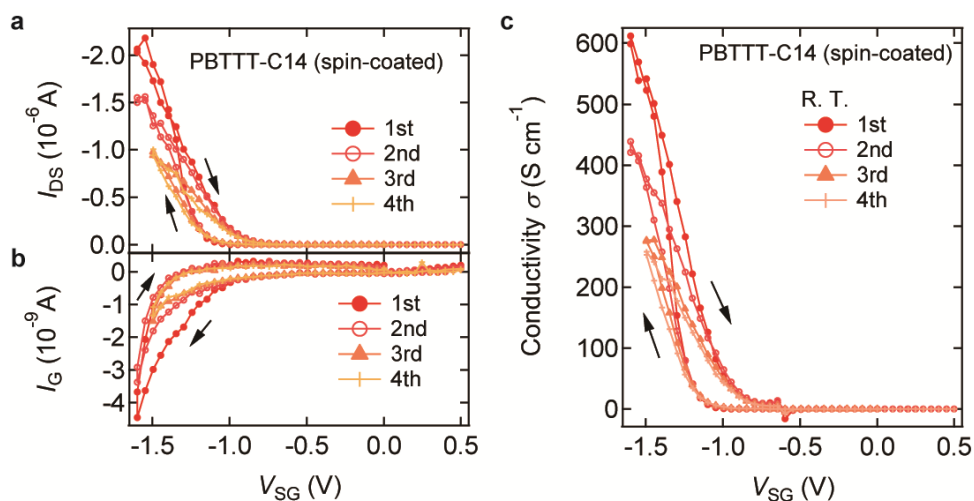 a
PBTTT-C14 (spin-coated)
I_DS (10^-6 A)
-2.0
-1.5
-1.0
-0.5
0.0
1st
2nd
3rd
4th
b
I_G (10^-9 A)
0
-1
-2
-3
-4
1st
2nd
3rd
4th
-1.5 -1.0 -0.5 0.0 0.5
V_SG (V)
c
PBTTT-C14 (spin-coated)
R. T.
1st
2nd
3rd
4th
Conductivity σ (S cm^-1)
600
500
400
300
200
100
0
-1.5 -1.0 -0.5 0.0 0.5
V_SG (V)